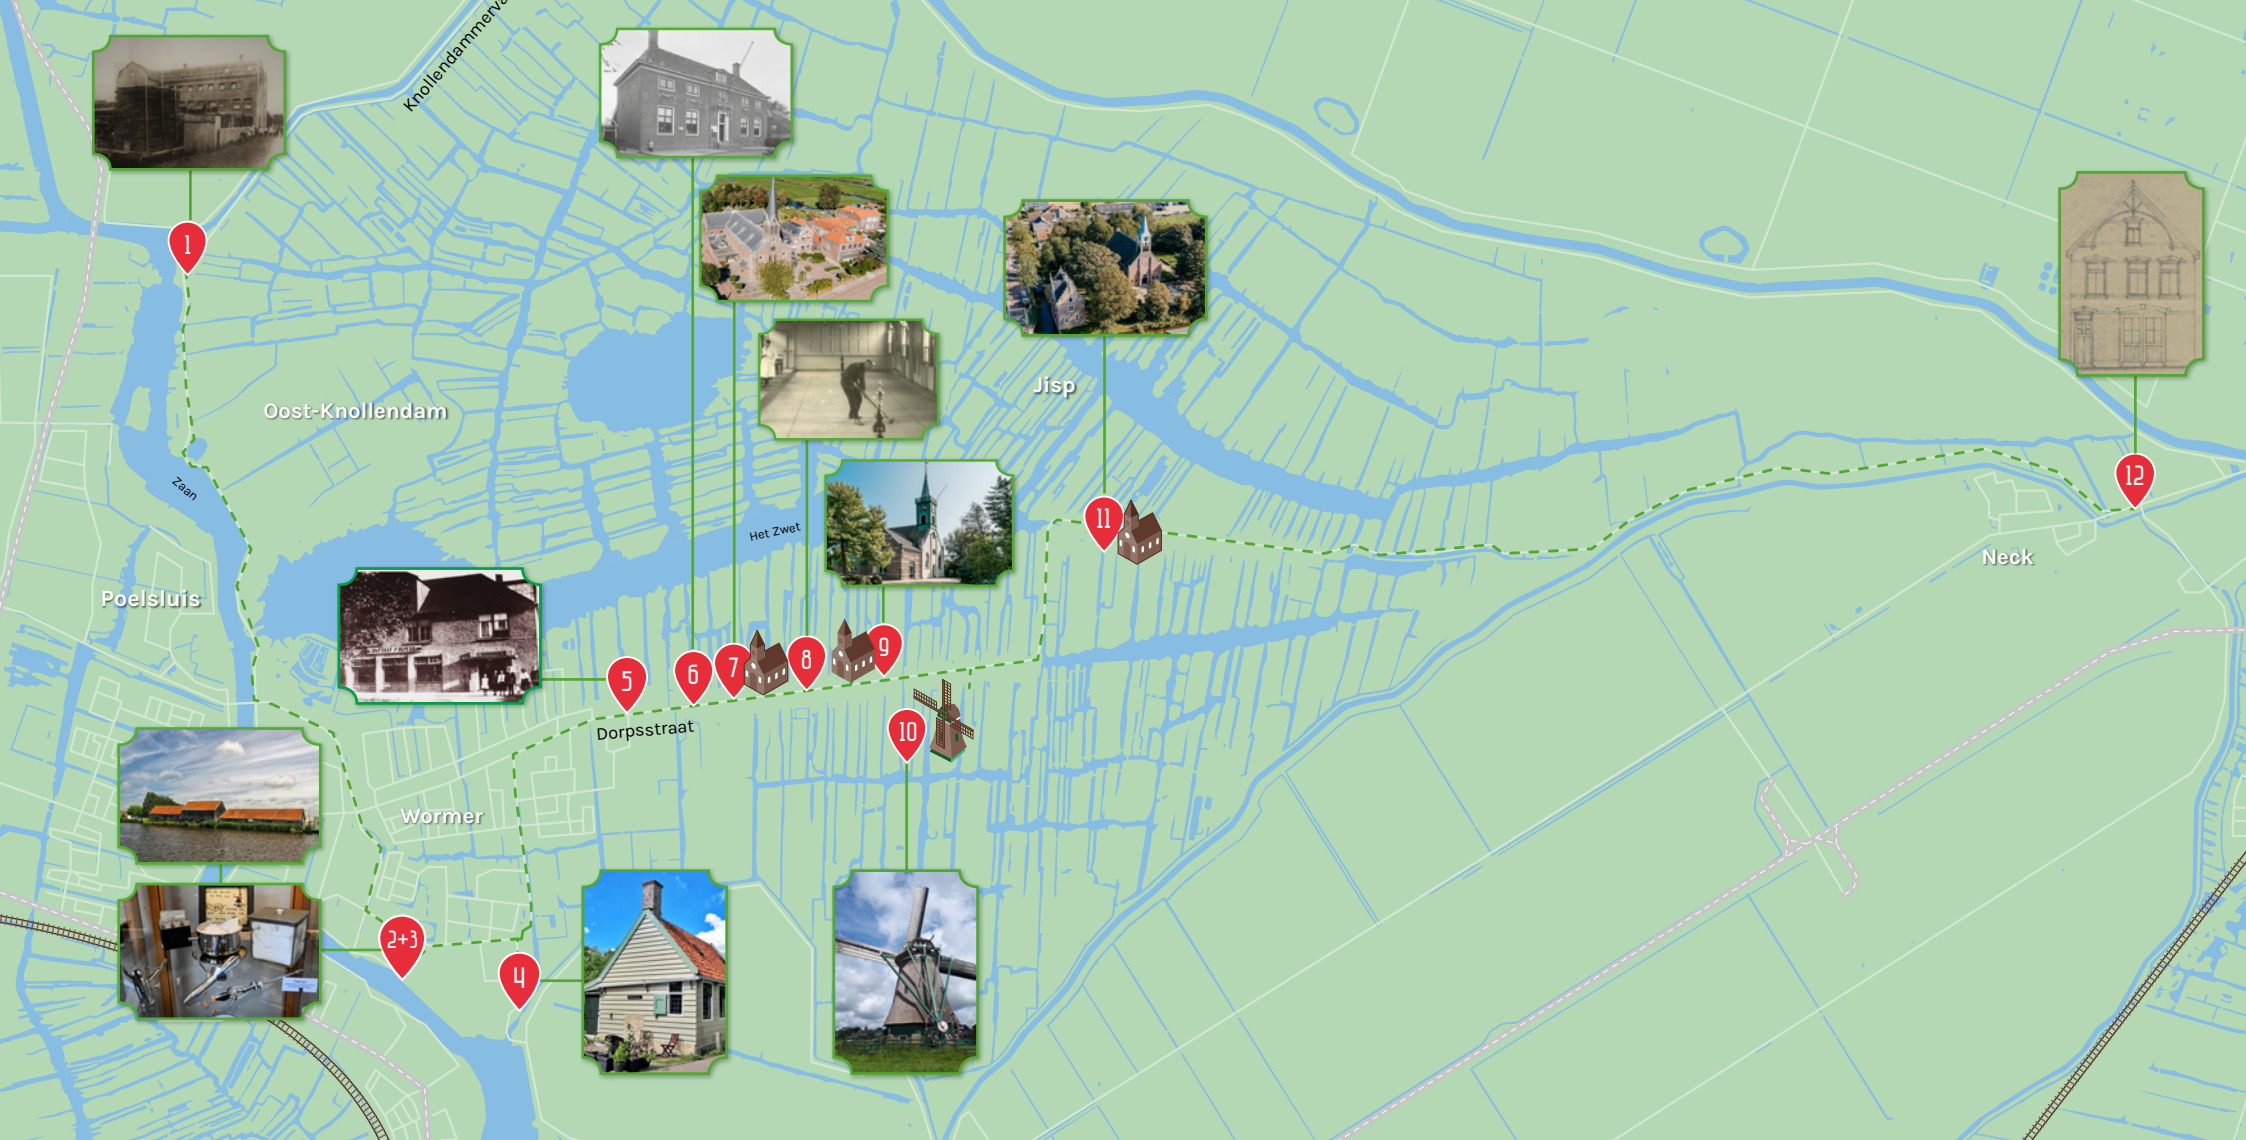 Knollendammerva
1
Oost-Knollendam
Jisp
Zaan
12
11
Het Zwet
Neck
Poelsluis
5
6
7
8
9
Dorpsstraat
10
Wormer
2+3
4